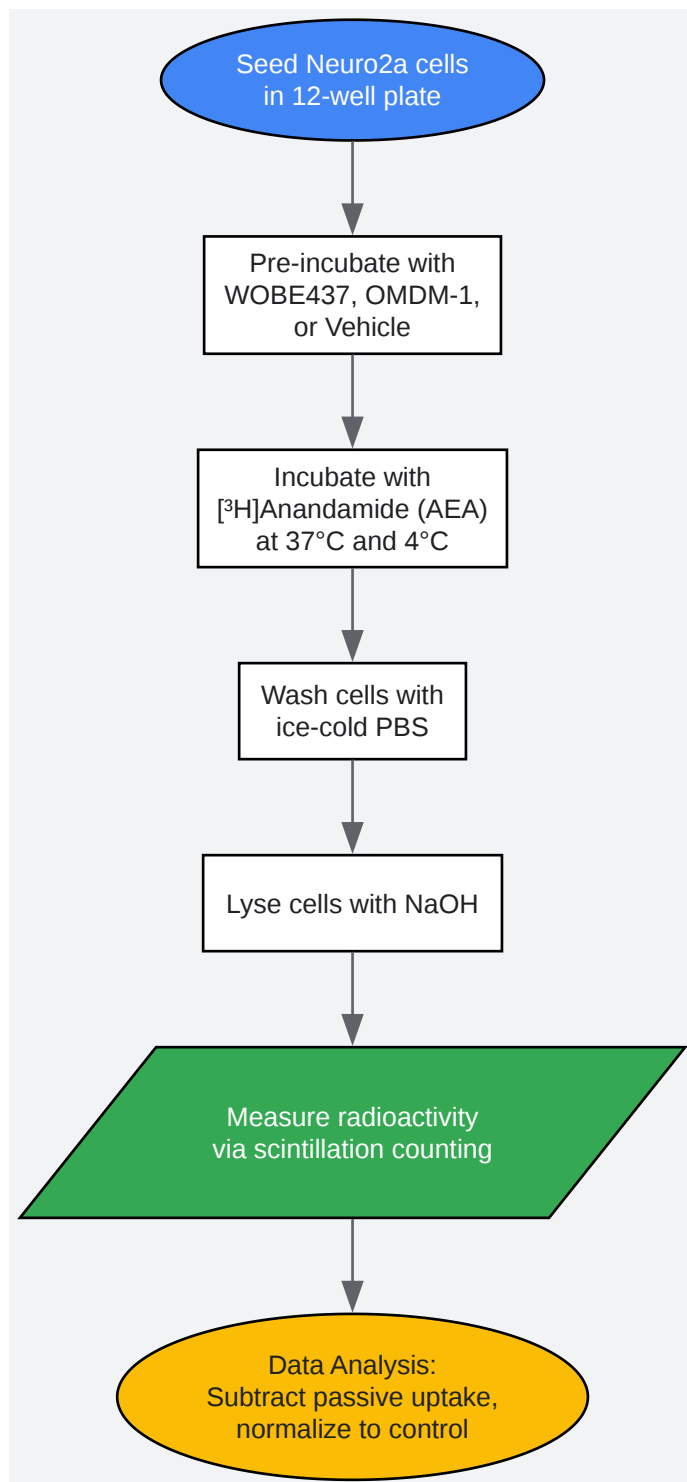 Seed Neuro2a cells
in 12-well plate
Pre-incubate with
WOBE437, OMDM-1,
or Vehicle
Incubate with
[³H]Anandamide (AEA)
at 37°C and 4°C
Wash cells with
ice-cold PBS
Lyse cells with NaOH
Measure radioactivity
via scintillation counting
Data Analysis:
Subtract passive uptake,
normalize to control